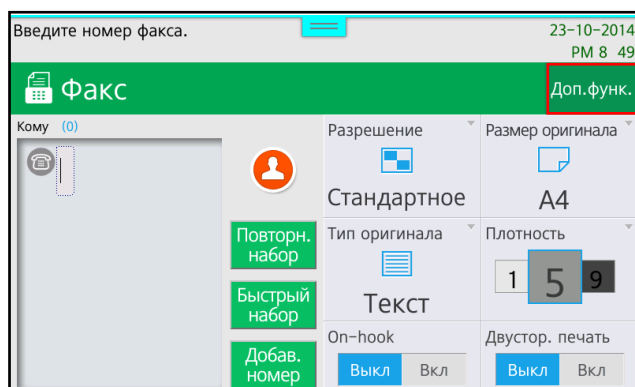 Введите номер факса.
23-10-2014
PM 8 49
Факс
Доп.функ.
Кому (0)
Повторн.
набор
Быстрый
набор
Добав.
номер
Разрешение
Стандартное
Размер оригинала
A4
Тип оригинала
Текст
Плотность
1 5 9
On-hook
Выкл Вкл
Двустор. печать
Выкл Вкл